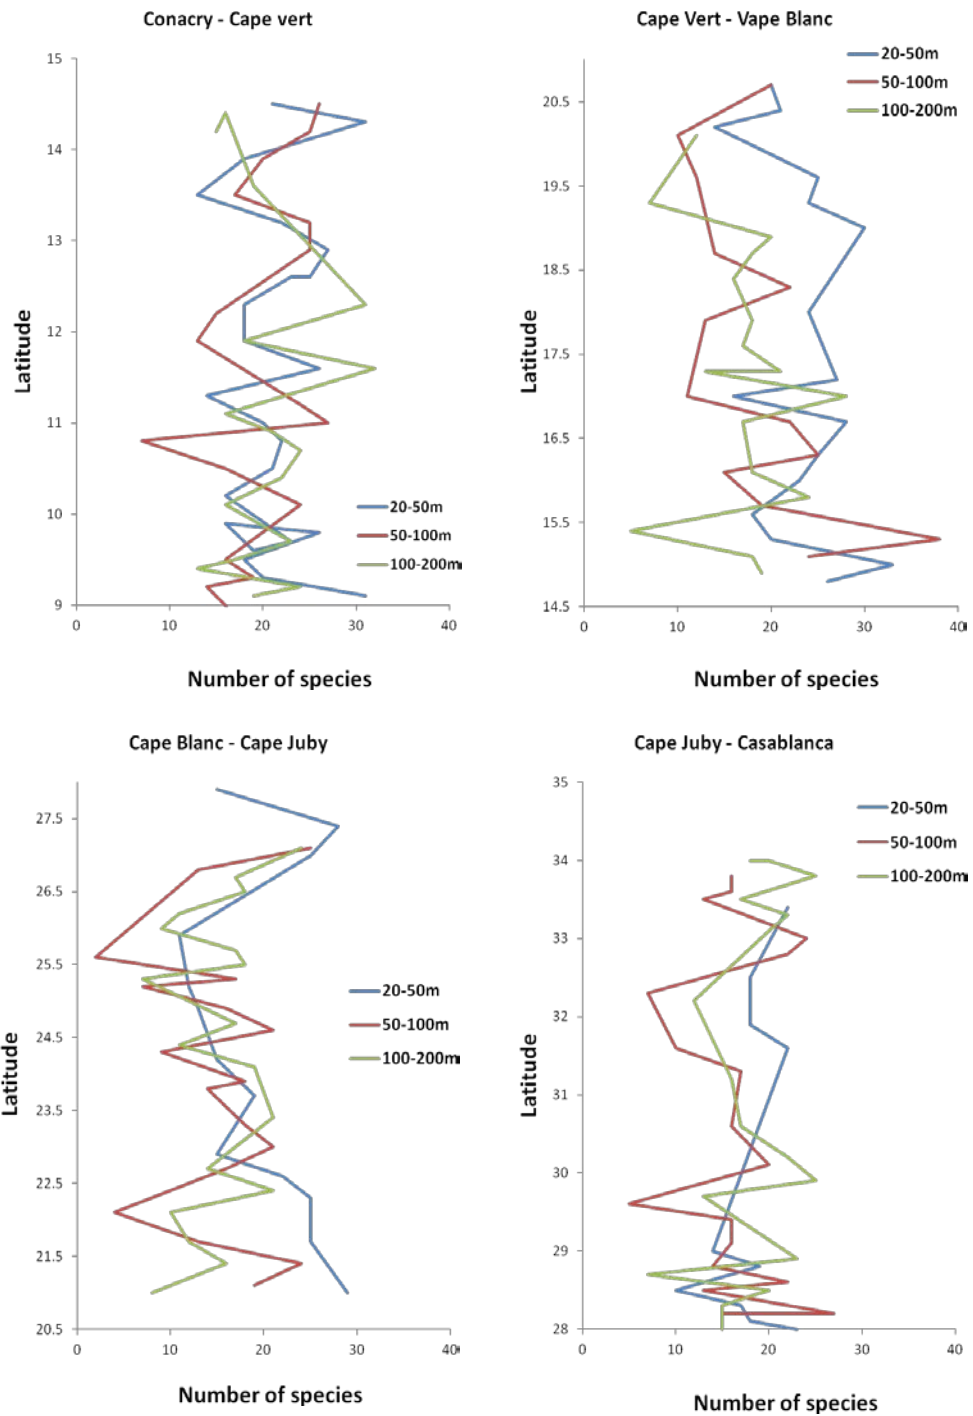 Conacry - Cape vert
15
14
13
12
11
10
9
Latitude
20-50m
50-100m
100-200m
0 10 20 30 40
Number of species
Cape Vert - Vape Blanc
20-50m
50-100m
100-200m
20.5
19.5
18.5
17.5
16.5
15.5
14.5
Latitude
0 10 20 30 40
Number of species
Cape Blanc - Cape Juby
27.5
26.5
25.5
24.5
23.5
22.5
21.5
20.5
Latitude
20-50m
50-100m
100-200m
0 10 20 30 40
Number of species
Cape Juby - Casablanca
35
34
33
32
31
30
29
28
Latitude
20-50m
50-100m
100-200m
0 10 20 30 40
Number of species